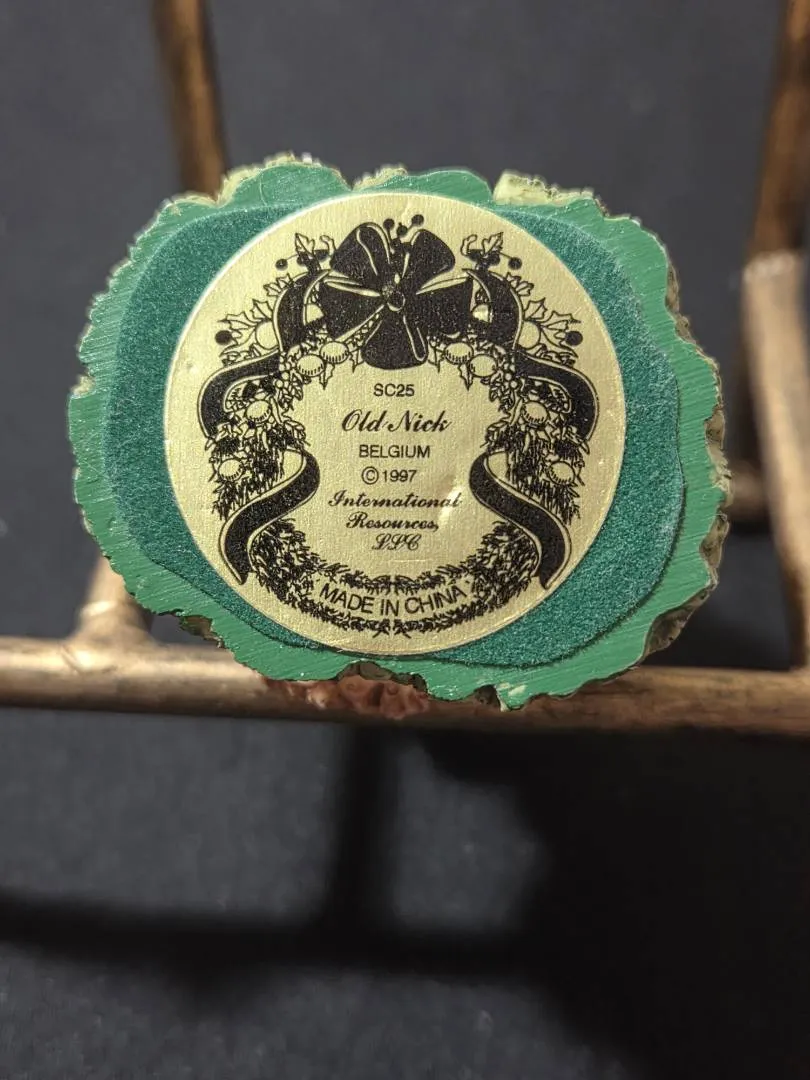 SC25
Old Nick
BELGIUM
© 1997
International
Resources,
LLC
MADE IN CHINA